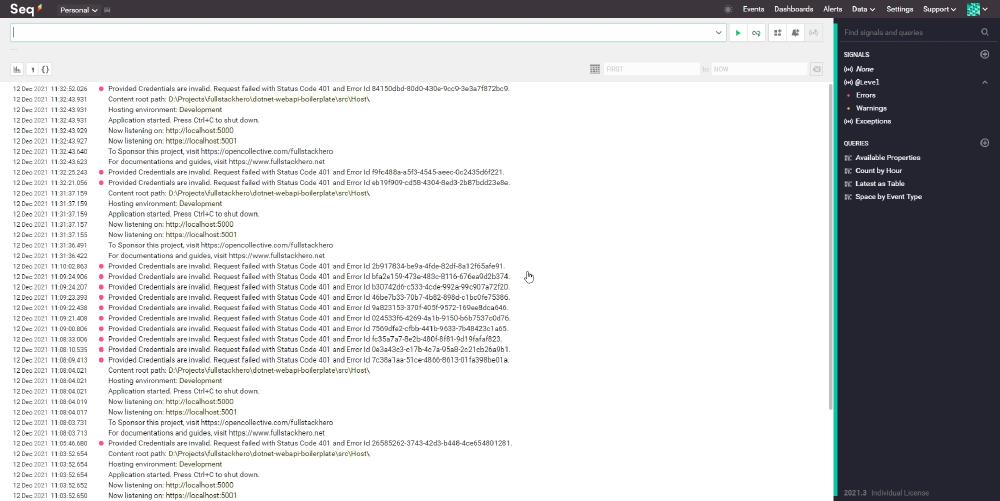 Seq
Personal
Events Dashboards Alerts Data Settings Support
FIRST to NOW
12 Dec 2021 11:32:52.026 Provided Credentials are invalid. Request failed with Status Code 401 and Error Id 84150dbd-80d0-430e-9cc9-3e3a7f872bc9.
12 Dec 2021 11:32:43.931 Content root path: D:\Projects\fullstackhero\dotnet-webapi-boilerplate\src\Host\
12 Dec 2021 11:32:43.931 Hosting environment: Development
12 Dec 2021 11:32:43.931 Application started. Press Ctrl+C to shut down.
12 Dec 2021 11:32:43.929 Now listening on: http://localhost:5000
12 Dec 2021 11:32:43.927 Now listening on: https://localhost:5001
12 Dec 2021 11:32:43.640 To Sponsor this project, visit https://opencollective.com/fullstackhero
12 Dec 2021 11:32:43.623 For documentations and guides, visit https://www.fullstackhero.net
12 Dec 2021 11:32:25.243 Provided Credentials are invalid. Request failed with Status Code 401 and Error Id f9fc488a-a5f3-4545-aeec-0c2435d6f221.
12 Dec 2021 11:32:21.056 Provided Credentials are invalid. Request failed with Status Code 401 and Error Id eb19f909-cd58-4304-8ed3-2b87bdd23e8e.
12 Dec 2021 11:31:37.159 Content root path: D:\Projects\fullstackhero\dotnet-webapi-boilerplate\src\Host\
12 Dec 2021 11:31:37.159 Hosting environment: Development
12 Dec 2021 11:31:37.159 Application started. Press Ctrl+C to shut down.
12 Dec 2021 11:31:37.157 Now listening on: http://localhost:5000
12 Dec 2021 11:31:37.155 Now listening on: https://localhost:5001
12 Dec 2021 11:31:36.491 To Sponsor this project, visit https://opencollective.com/fullstackhero
12 Dec 2021 11:31:36.422 For documentations and guides, visit https://www.fullstackhero.net
12 Dec 2021 11:10:02.863 Provided Credentials are invalid. Request failed with Status Code 401 and Error Id 2b917834-be9a-4fde-82df-8a12f65afe91.
12 Dec 2021 11:09:24.906 Provided Credentials are invalid. Request failed with Status Code 401 and Error Id bfa2e159-473e-483c-8116-676ea9d2b374.
12 Dec 2021 11:09:24.207 Provided Credentials are invalid. Request failed with Status Code 401 and Error Id b30742d6-c533-4cde-992a-99c907a72f20.
12 Dec 2021 11:09:23.393 Provided Credentials are invalid. Request failed with Status Code 401 and Error Id 46be7b33-70b7-4b82-898d-c1bc0fe75386.
12 Dec 2021 11:09:22.438 Provided Credentials are invalid. Request failed with Status Code 401 and Error Id 9a823153-370f-405f-9572-169ee8dca646.
12 Dec 2021 11:09:21.408 Provided Credentials are invalid. Request failed with Status Code 401 and Error Id 024533f6-4269-4a1b-9150-b6b7537c0d76.
12 Dec 2021 11:09:00.806 Provided Credentials are invalid. Request failed with Status Code 401 and Error Id 7569dfe2-cfbb-441b-9633-7b48423c1a65.
12 Dec 2021 11:08:33.006 Provided Credentials are invalid. Request failed with Status Code 401 and Error Id fc35a7a7-8e2b-480f-8f81-9d19fafaf823.
12 Dec 2021 11:08:10.535 Provided Credentials are invalid. Request failed with Status Code 401 and Error Id 0e3a43c3-c17b-4c7a-95a8-2c21cb26a9b1.
12 Dec 2021 11:08:09.413 Provided Credentials are invalid. Request failed with Status Code 401 and Error Id 7c38a1aa-51ce-4866-8613-011fa398be01a.
12 Dec 2021 11:08:04.021 Content root path: D:\Projects\fullstackhero\dotnet-webapi-boilerplate\src\Host\
12 Dec 2021 11:08:04.021 Hosting environment: Development
12 Dec 2021 11:08:04.021 Application started. Press Ctrl+C to shut down.
12 Dec 2021 11:08:04.019 Now listening on: http://localhost:5000
12 Dec 2021 11:08:04.017 Now listening on: https://localhost:5001
12 Dec 2021 11:08:03.731 To Sponsor this project, visit https://opencollective.com/fullstackhero
12 Dec 2021 11:08:03.713 For documentations and guides, visit https://www.fullstackhero.net
12 Dec 2021 11:05:46.680 Provided Credentials are invalid. Request failed with Status Code 401 and Error Id 26585262-3743-42d3-b448-4ce654801281.
12 Dec 2021 11:03:52.654 Content root path: D:\Projects\fullstackhero\dotnet-webapi-boilerplate\src\Host\
12 Dec 2021 11:03:52.654 Hosting environment: Development
12 Dec 2021 11:03:52.654 Application started. Press Ctrl+C to shut down.
12 Dec 2021 11:03:52.652 Now listening on: http://localhost:5000
12 Dec 2021 11:03:52.650 Now listening on: https://localhost:5001
Find signals and queries
SIGNALS
None
@Level
Errors
Warnings
Exceptions
QUERIES
Available Properties
Count by Hour
Latest as Table
Space by Event Type
2021.3 Individual License